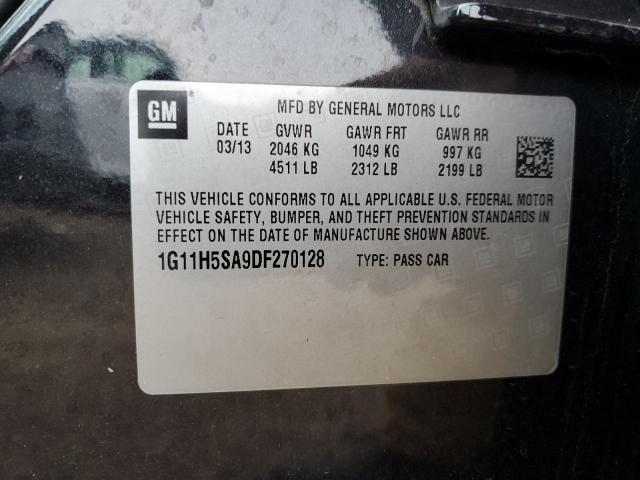 GM
MFD BY GENERAL MOTORS LLC
DATE GVWR GAWR FRT GAWR RR
03/13 2046 KG 1049 KG 997 KG
4511 LB 2312 LB 2199 LB
THIS VEHICLE CONFORMS TO ALL APPLICABLE U.S. FEDERAL MOTOR
VEHICLE SAFETY, BUMPER, AND THEFT PREVENTION STANDARDS IN
EFFECT ON THE DATE OF MANUFACTURE SHOWN ABOVE.
1G11H5SA9DF270128 TYPE: PASS CAR